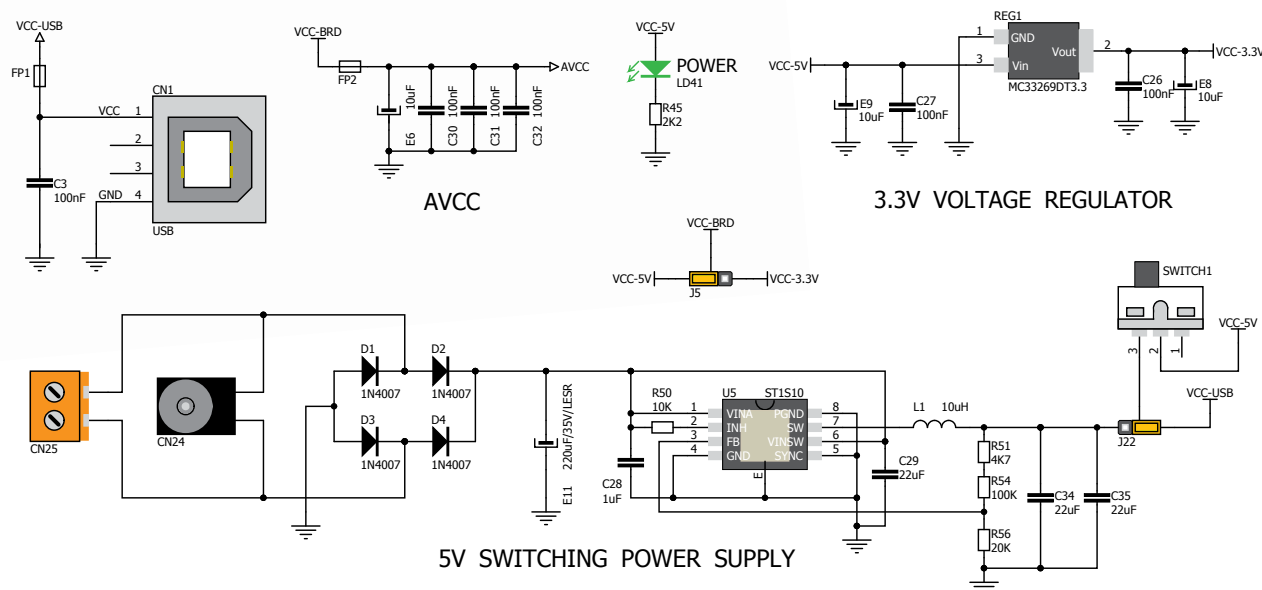 VCC-USB
FP1
CN1
VCC 1
2
3
GND 4
USB
C3
100nF
VCC-BRD
FP2
AVCC
10uF
100nF
100nF
100nF
E6
C30
C31
C32
AVCC
VCC-5V
POWER
LD41
R45
2K2
REG1
1
GND
Vout
2
3
Vin
MC33269DT3.3
VCC-5V
VCC-3.3V
E9
10uF
C27
100nF
C26
100nF
E8
10uF
3.3V VOLTAGE REGULATOR
VCC-BRD
VCC-5V
VCC-3.3V
J5
SWITCH1
3
2
1
VCC-5V
VCC-USB
J22
CN25
CN24
D1
1N4007
D2
1N4007
D3
1N4007
D4
1N4007
220uF/35V/LESR
E11
R50
10K
U5
ST1S10
1 VINA PGND 8
2 INH SW 7
3 FB VINSW 6
4 GND SYNC 5
E
C28
1uF
C29
22uF
L1
10uH
R51
4K7
R54
100K
R56
20K
C34
22uF
C35
22uF
5V SWITCHING POWER SUPPLY